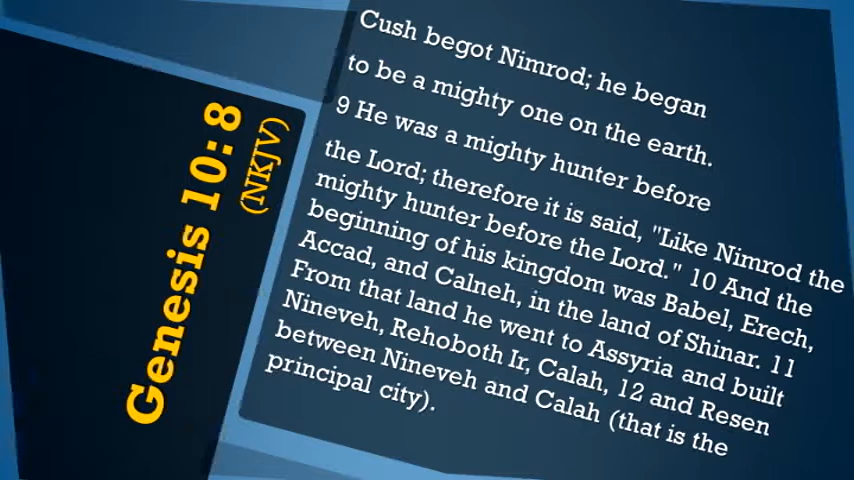 Genesis 10:8
(NKJV)
Cush begot Nimrod; he began
to be a mighty one on the earth.
9 He was a mighty hunter before
the Lord; therefore it is said, "Like Nimrod the
mighty hunter before the Lord." 10 And the
beginning of his kingdom was Babel, Erech,
Accad, and Calneh, in the land of Shinar. 11
From that land he went to Assyria and built
Nineveh, Rehoboth Ir, Calah, 12 and Resen
between Nineveh and Calah (that is the
principal city).